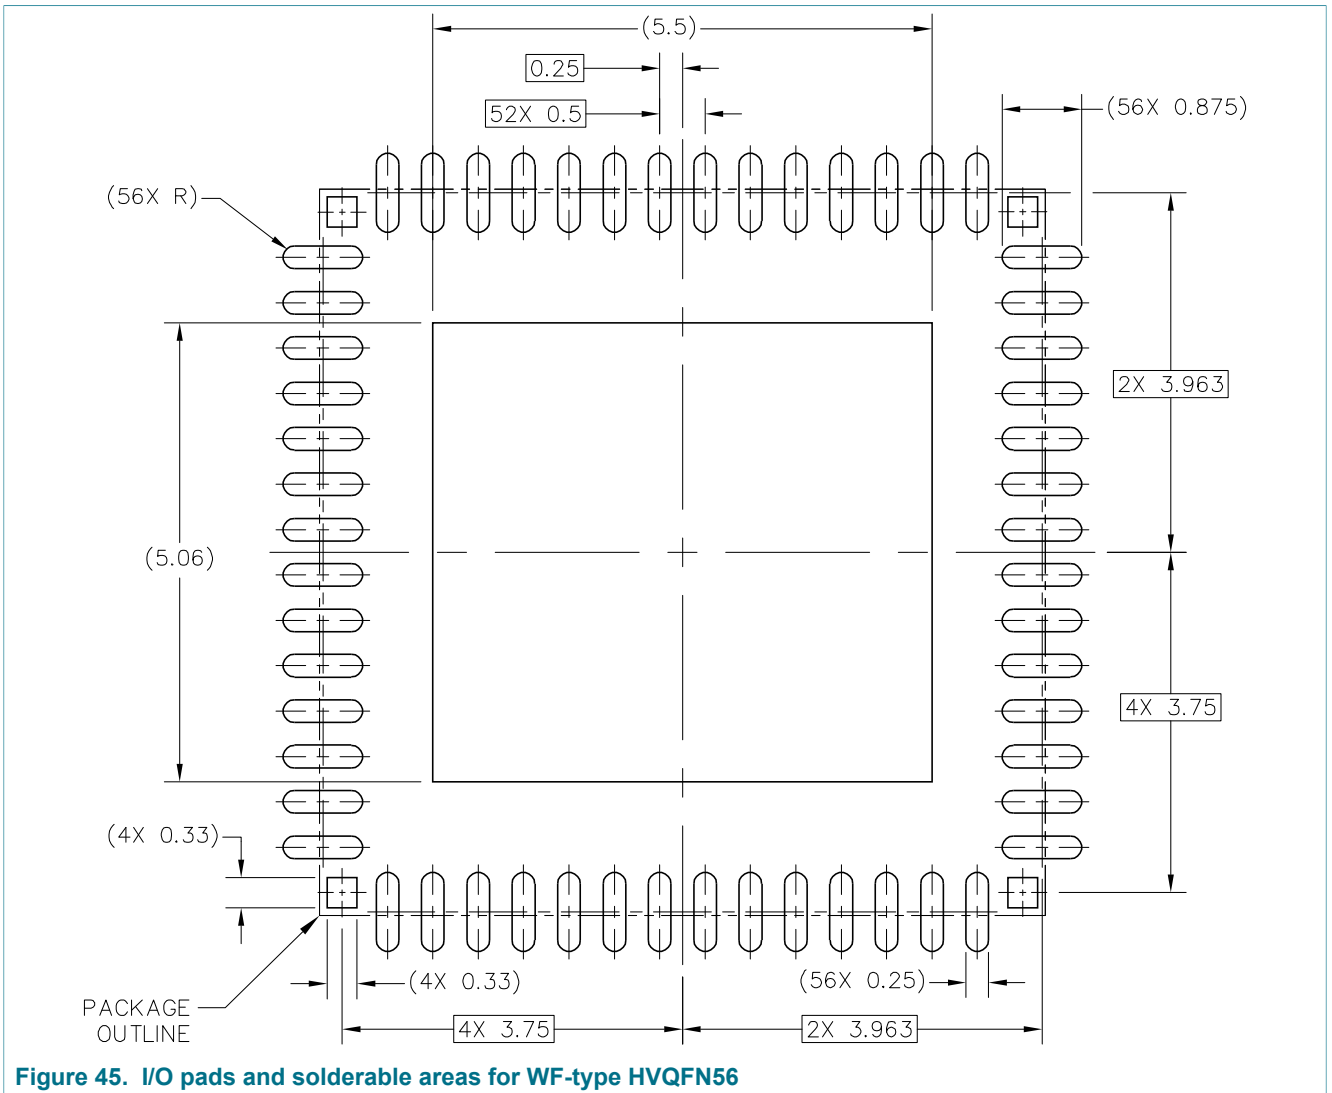 (5.5)
0.25
52X 0.5
(56X 0.875)
(56X R)
2X 3.963
(5.06)
4X 3.75
(4X 0.33)
(4X 0.33)
(56X 0.25)
PACKAGE
OUTLINE
4X 3.75
2X 3.963
Figure 45. I/O pads and solderable areas for WF-type HVQFN56